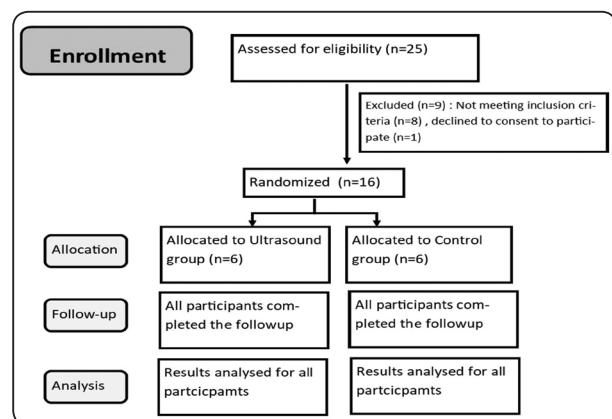 Enrollment
Assessed for eligibility (n=25)
Excluded (n=9) : Not meeting inclusion cri-
teria (n=8) , declined to consent to partici-
pate (n=1)
Randomized (n=16)
Allocation
Allocated to Ultrasound
group (n=6)
Allocated to Control
group (n=6)
Follow-up
All participants com-
pleted the followup
All participants com-
pleted the followup
Analysis
Results analysed for all
partcicpamts
Results analysed for all
partcicpamts